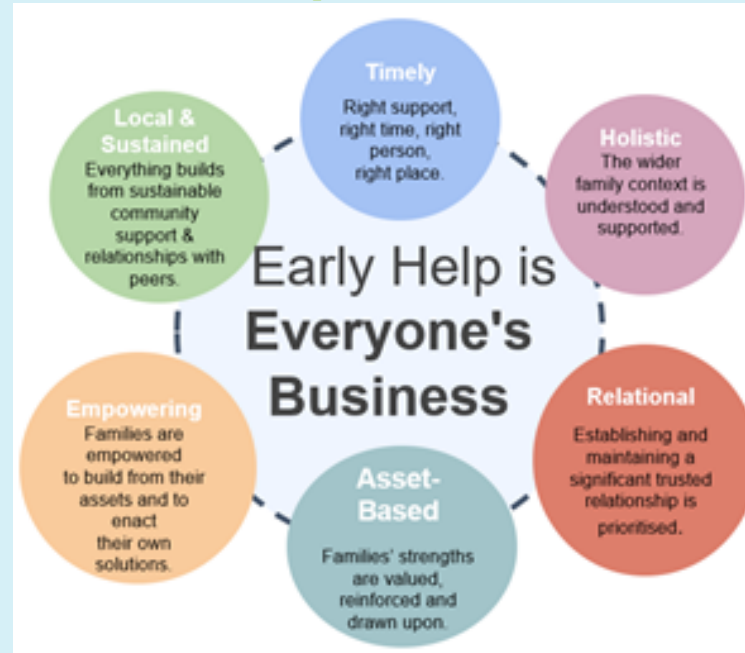 Timely
Right support,
right time, right
person,
right place.
Holistic
The wider
family context is
understood and
supported.
Relational
Establishing and
maintaining a
significant trusted
relationship is
prioritised.
Asset-
Based
Families' strengths
are valued,
reinforced and
drawn upon.
Empowering
Families are
empowered
to build from their
assets and to
enact
their own
solutions.
Local &
Sustained
Everything builds
from sustainable
community
support &
relationships with
peers.
Early Help is
Everyone's
Business